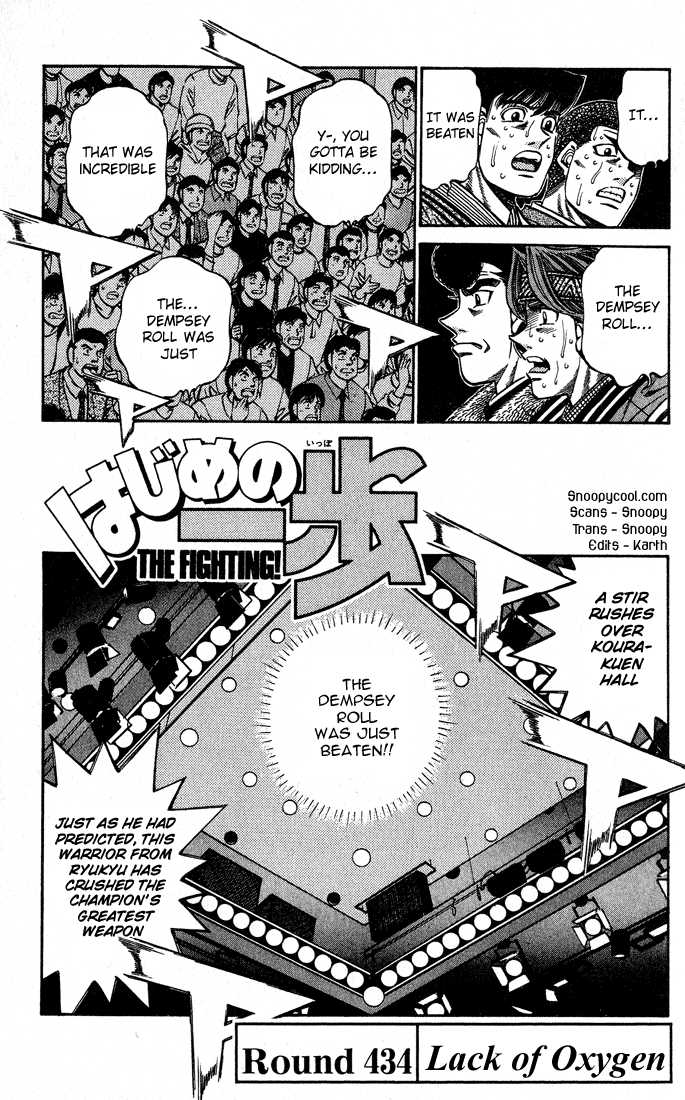 IT...
IT WAS
BEATEN
Y-, YOU
GOTTA BE
KIDDING...
THAT WAS
INCREDIBLE
THE
DEMPSEY
ROLL...
THE...
DEMPSEY
ROLL WAS
JUST
はじめの
一歩
いっぽ
THE FIGHTING!
Snoopycool.com
Scans - Snoopy
Trans - Snoopy
Edits - Karth
A STIR
RUSHES
OVER
KOURA-
KUEN
HALL
THE
DEMPSEY
ROLL
WAS JUST
BEATEN!!
JUST AS HE HAD
PREDICTED, THIS
WARRIOR FROM
RYUKYU HAS
CRUSHED THE
CHAMPION'S
GREATEST
WEAPON
Round 434
Lack of Oxygen